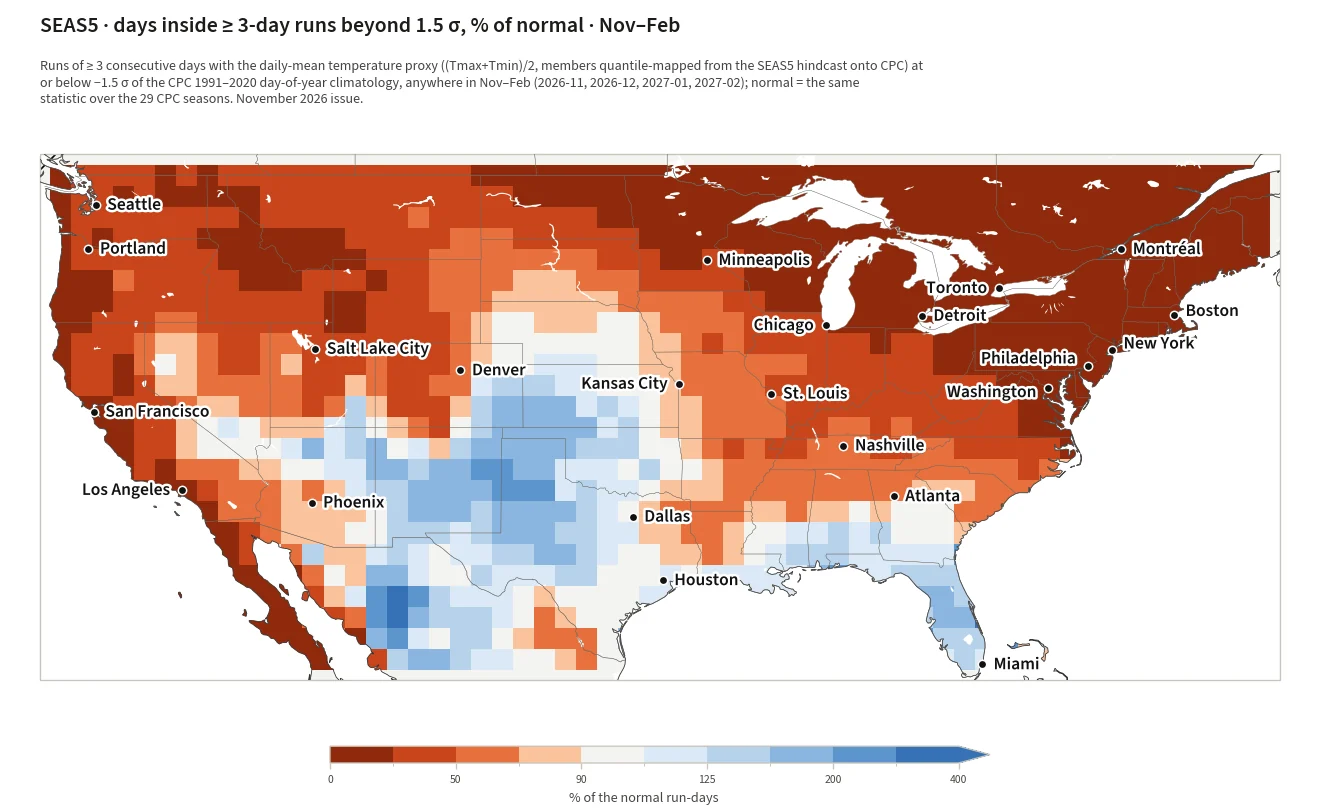 SEAS5 · days inside ≥ 3-day runs beyond 1.5 σ, % of normal · Nov–Feb
Runs of ≥ 3 consecutive days with the daily-mean temperature proxy ((Tmax+Tmin)/2, members quantile-mapped from the SEAS5 hindcast onto CPC) at
or below −1.5 σ of the CPC 1991–2020 day-of-year climatology, anywhere in Nov–Feb (2026-11, 2026-12, 2027-01, 2027-02); normal = the same
statistic over the 29 CPC seasons. November 2026 issue.
Seattle
Portland
Montréal
Minneapolis
Toronto
Boston
Detroit
Chicago
New York
Salt Lake City
Philadelphia
Denver
Kansas City
St. Louis
Washington
San Francisco
Nashville
Los Angeles
Phoenix
Atlanta
Dallas
Houston
Miami
0 50 90 125 200 400
% of the normal run-days